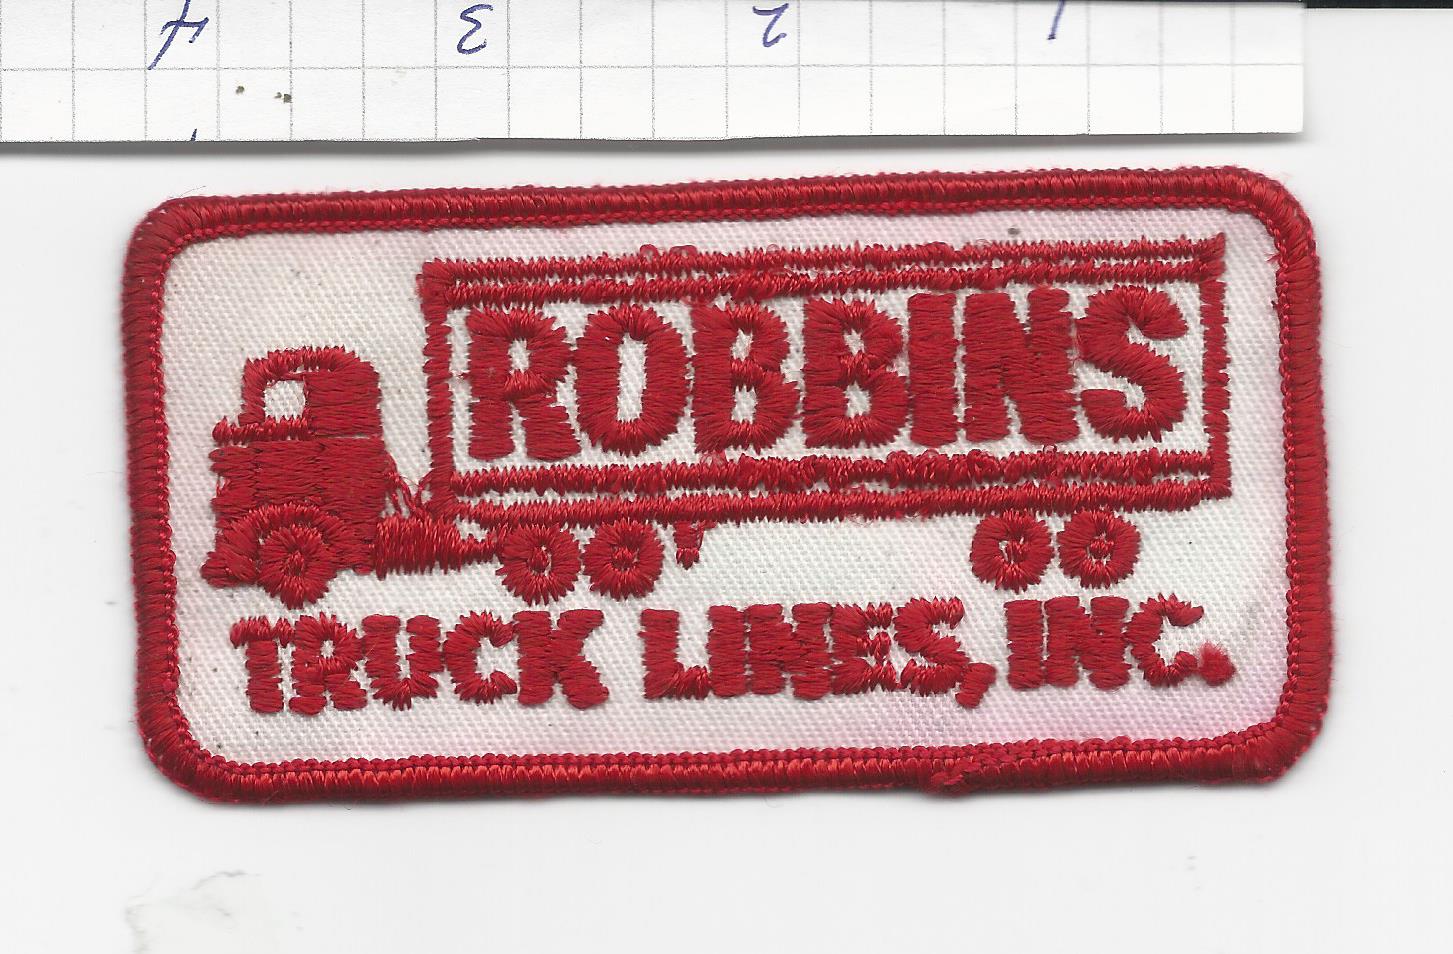 4 3 2 1
ROBBINS
TRUCK LINES, INC.